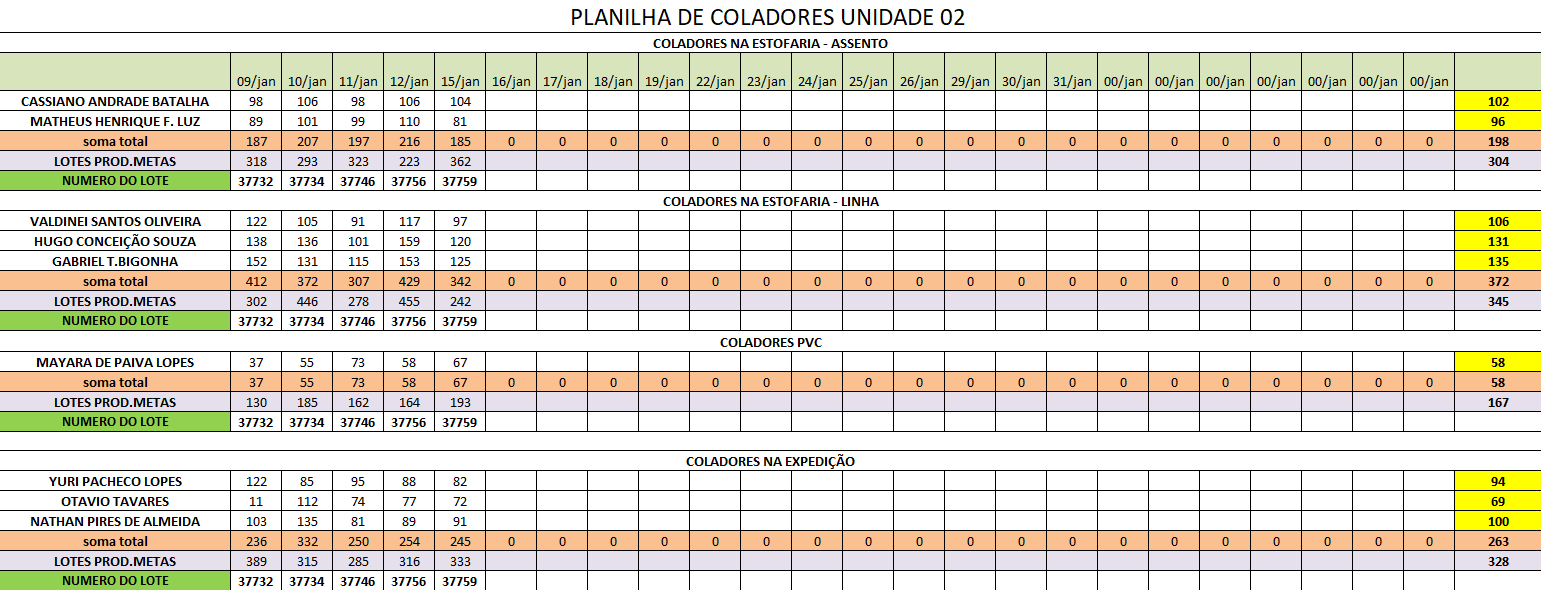 PLANILHA DE COLADORES UNIDADE 02
COLADORES NA ESTOFARIA - ASSENTO
09/jan 10/jan 11/jan 12/jan 15/jan 16/jan 17/jan 18/jan 19/jan 22/jan 23/jan 24/jan 25/jan 26/jan 29/jan 30/jan 31/jan 00/jan 00/jan 00/jan 00/jan 00/jan 00/jan 00/jan
CASSIANO ANDRADE BATALHA 98 106 98 106 104 102
MATHEUS HENRIQUE F. LUZ 89 101 99 110 81 96
soma total 187 207 197 216 185 0 0 0 0 0 0 0 0 0 0 0 0 0 0 0 0 0 0 0 198
LOTES PROD.METAS 318 293 323 223 362 304
NUMERO DO LOTE 37732 37734 37746 37756 37759
COLADORES NA ESTOFARIA - LINHA
VALDINEI SANTOS OLIVEIRA 122 105 91 117 97 106
HUGO CONCEIÇÃO SOUZA 138 136 101 159 120 131
GABRIEL T.BIGONHA 152 131 115 153 125 135
soma total 412 372 307 429 342 0 0 0 0 0 0 0 0 0 0 0 0 0 0 0 0 0 0 0 372
LOTES PROD.METAS 302 446 278 455 242 345
NUMERO DO LOTE 37732 37734 37746 37756 37759
COLADORES PVC
MAYARA DE PAIVA LOPES 37 55 73 58 67 58
soma total 37 55 73 58 67 0 0 0 0 0 0 0 0 0 0 0 0 0 0 0 0 0 0 0 58
LOTES PROD.METAS 130 185 162 164 193 167
NUMERO DO LOTE 37732 37734 37746 37756 37759
COLADORES NA EXPEDIÇÃO
YURI PACHECO LOPES 122 85 95 88 82 94
OTAVIO TAVARES 11 112 74 77 72 69
NATHAN PIRES DE ALMEIDA 103 135 81 89 91 100
soma total 236 332 250 254 245 0 0 0 0 0 0 0 0 0 0 0 0 0 0 0 0 0 0 0 263
LOTES PROD.METAS 389 315 285 316 333 328
NUMERO DO LOTE 37732 37734 37746 37756 37759